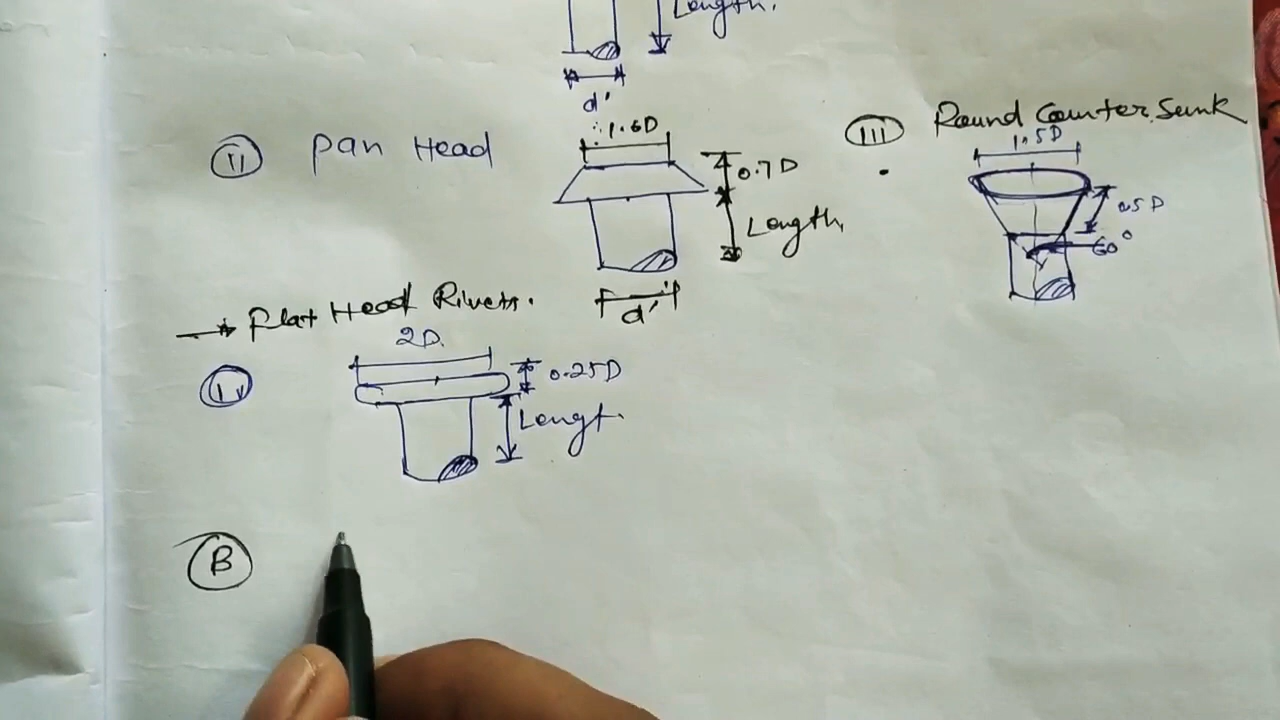 Length.
d'
II Pan Head
1.6D
0.7D
Length,
d'
III Round Counter Sunk
1.5D
0.5D
60°
Flat Head Rivets.
IV
2D.
0.25D
Lengt.
B